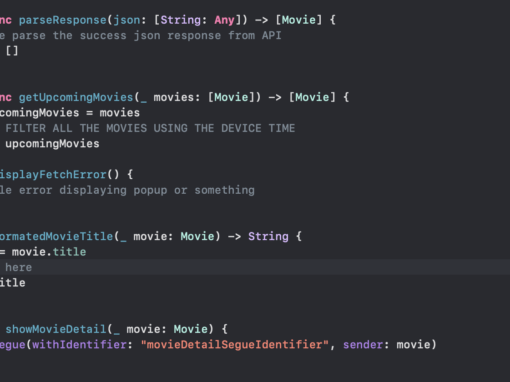 nc parseResponse(json: [String: Any]) -> [Movie] {
e parse the success json response from API
[]
nc getUpcomingMovies(_ movies: [Movie]) -> [Movie] {
comingMovies = movies
FILTER ALL THE MOVIES USING THE DEVICE TIME
upcomingMovies
isplayFetchError() {
le error displaying popup or something
ormatedMovieTitle(_ movie: Movie) -> String {
= movie.title
here
itle
showMovieDetail(_ movie: Movie) {
egue(withIdentifier: "movieDetailSegueIdentifier", sender: movie)